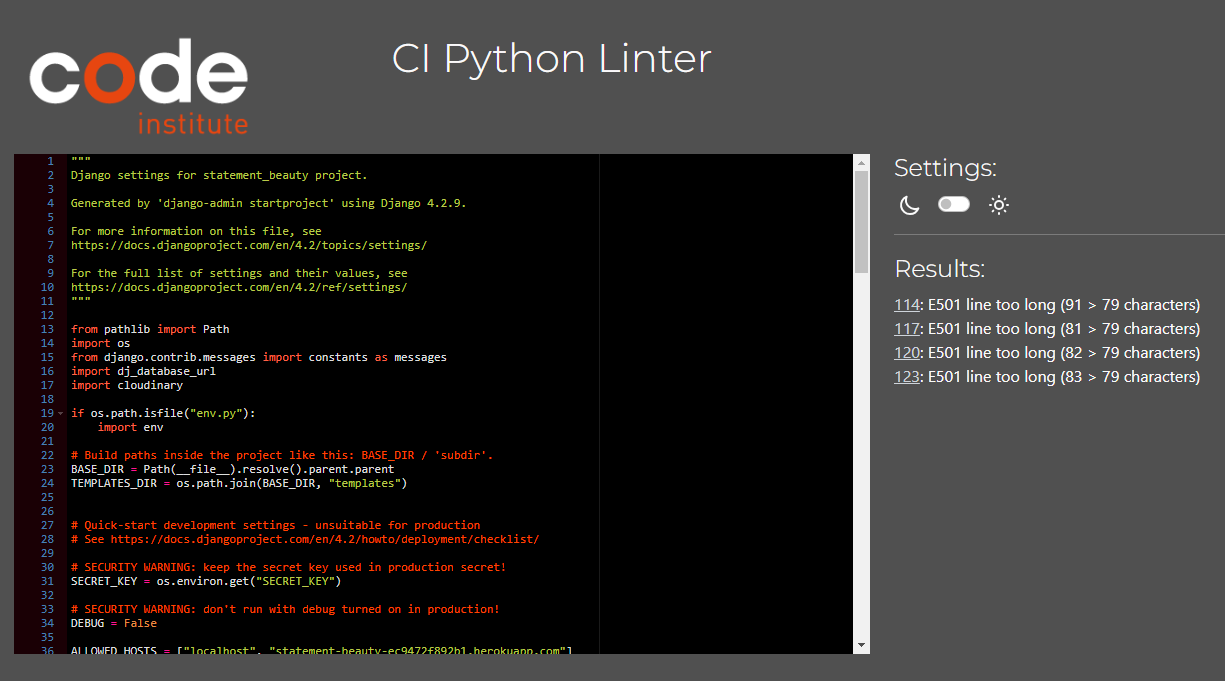 code
institute
CI Python Linter
1 """
2 Django settings for statement_beauty project.
3
4 Generated by 'django-admin startproject' using Django 4.2.9.
5
6 For more information on this file, see
7 https://docs.djangoproject.com/en/4.2/topics/settings/
8
9 For the full list of settings and their values, see
10 https://docs.djangoproject.com/en/4.2/ref/settings/
11 """
12
13 from pathlib import Path
14 import os
15 from django.contrib.messages import constants as messages
16 import dj_database_url
17 import cloudinary
18
19 if os.path.isfile("env.py"):
20     import env
21
22 # Build paths inside the project like this: BASE_DIR / 'subdir'.
23 BASE_DIR = Path(__file__).resolve().parent.parent
24 TEMPLATES_DIR = os.path.join(BASE_DIR, "templates")
25
26
27 # Quick-start development settings - unsuitable for production
28 # See https://docs.djangoproject.com/en/4.2/howto/deployment/checklist/
29
30 # SECURITY WARNING: keep the secret key used in production secret!
31 SECRET_KEY = os.environ.get("SECRET_KEY")
32
33 # SECURITY WARNING: don't run with debug turned on in production!
34 DEBUG = False
35
36 ALLOWED_HOSTS = ["localhost", "statement-beauty-ec9472f892b1.herokuapp.com"]
Settings:
Results:
114: E501 line too long (91 > 79 characters)
117: E501 line too long (81 > 79 characters)
120: E501 line too long (82 > 79 characters)
123: E501 line too long (83 > 79 characters)